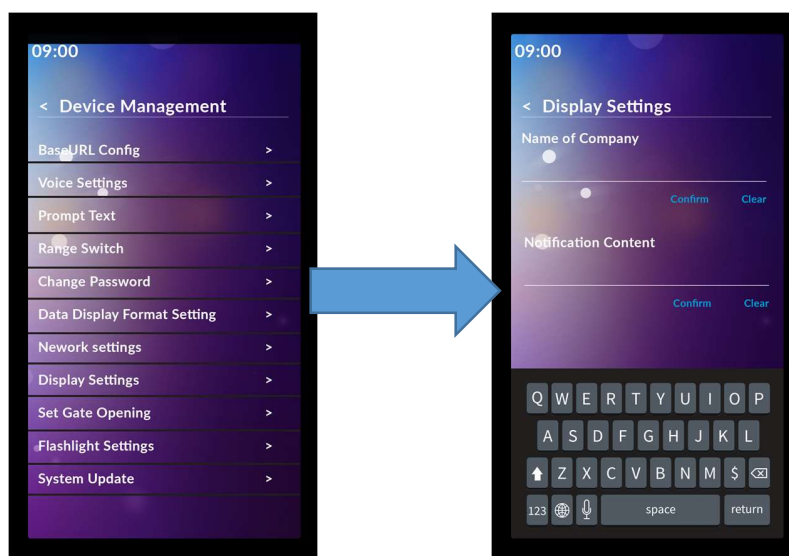 09:00
< Device Management
BaseURL Config >
Voice Settings >
Prompt Text >
Range Switch >
Change Password >
Data Display Format Setting >
Nework settings >
Display Settings >
Set Gate Opening >
Flashlight Settings >
System Update >
09:00
< Display Settings
Name of Company
Confirm Clear
Notification Content
Confirm Clear
Q W E R T Y U I O P
A S D F G H J K L
Z X C V B N M $
123 space return